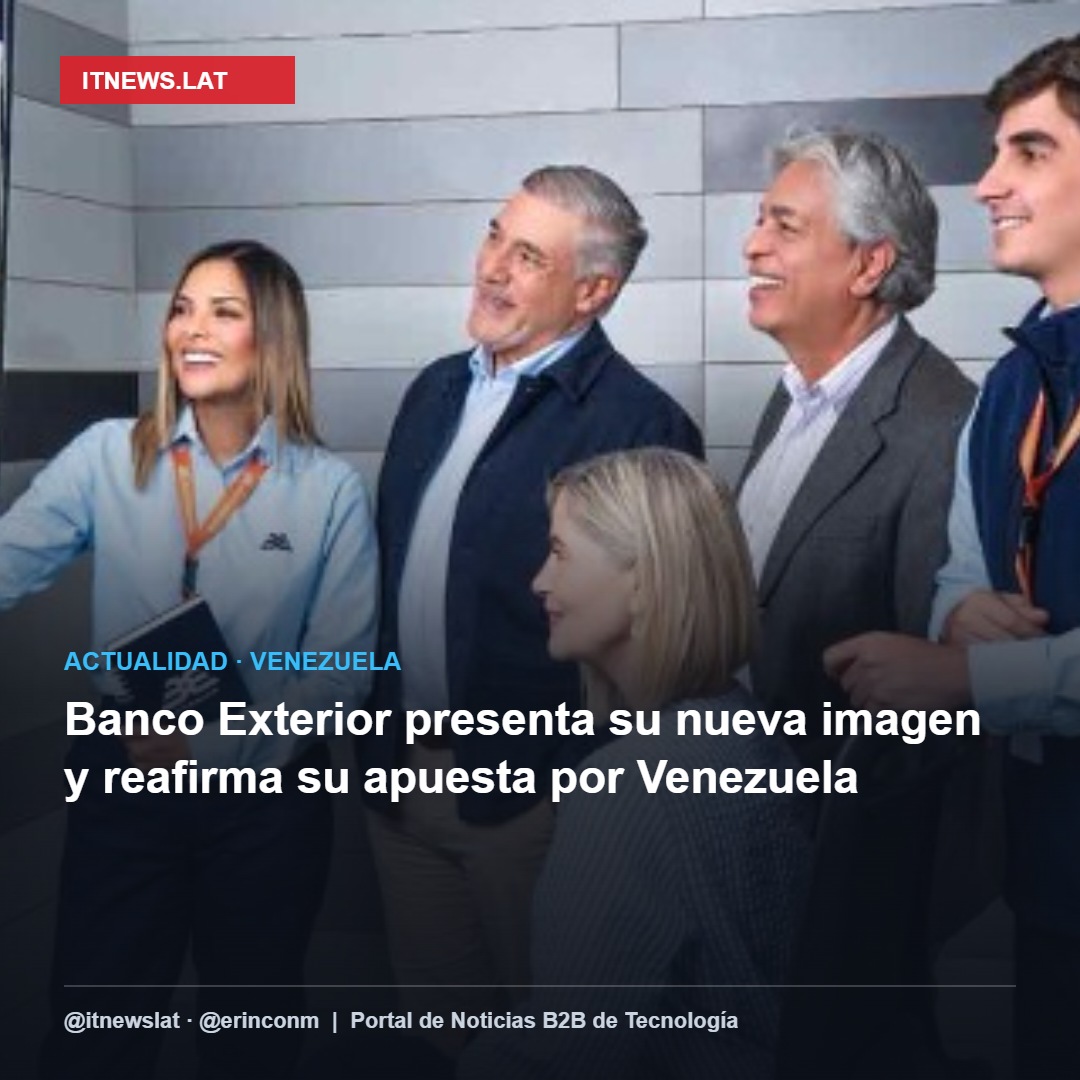 ITNEWS.LAT
ACTUALIDAD · VENEZUELA
Banco Exterior presenta su nueva imagen
y reafirma su apuesta por Venezuela
@itnewslat · @erinconm | Portal de Noticias B2B de Tecnología